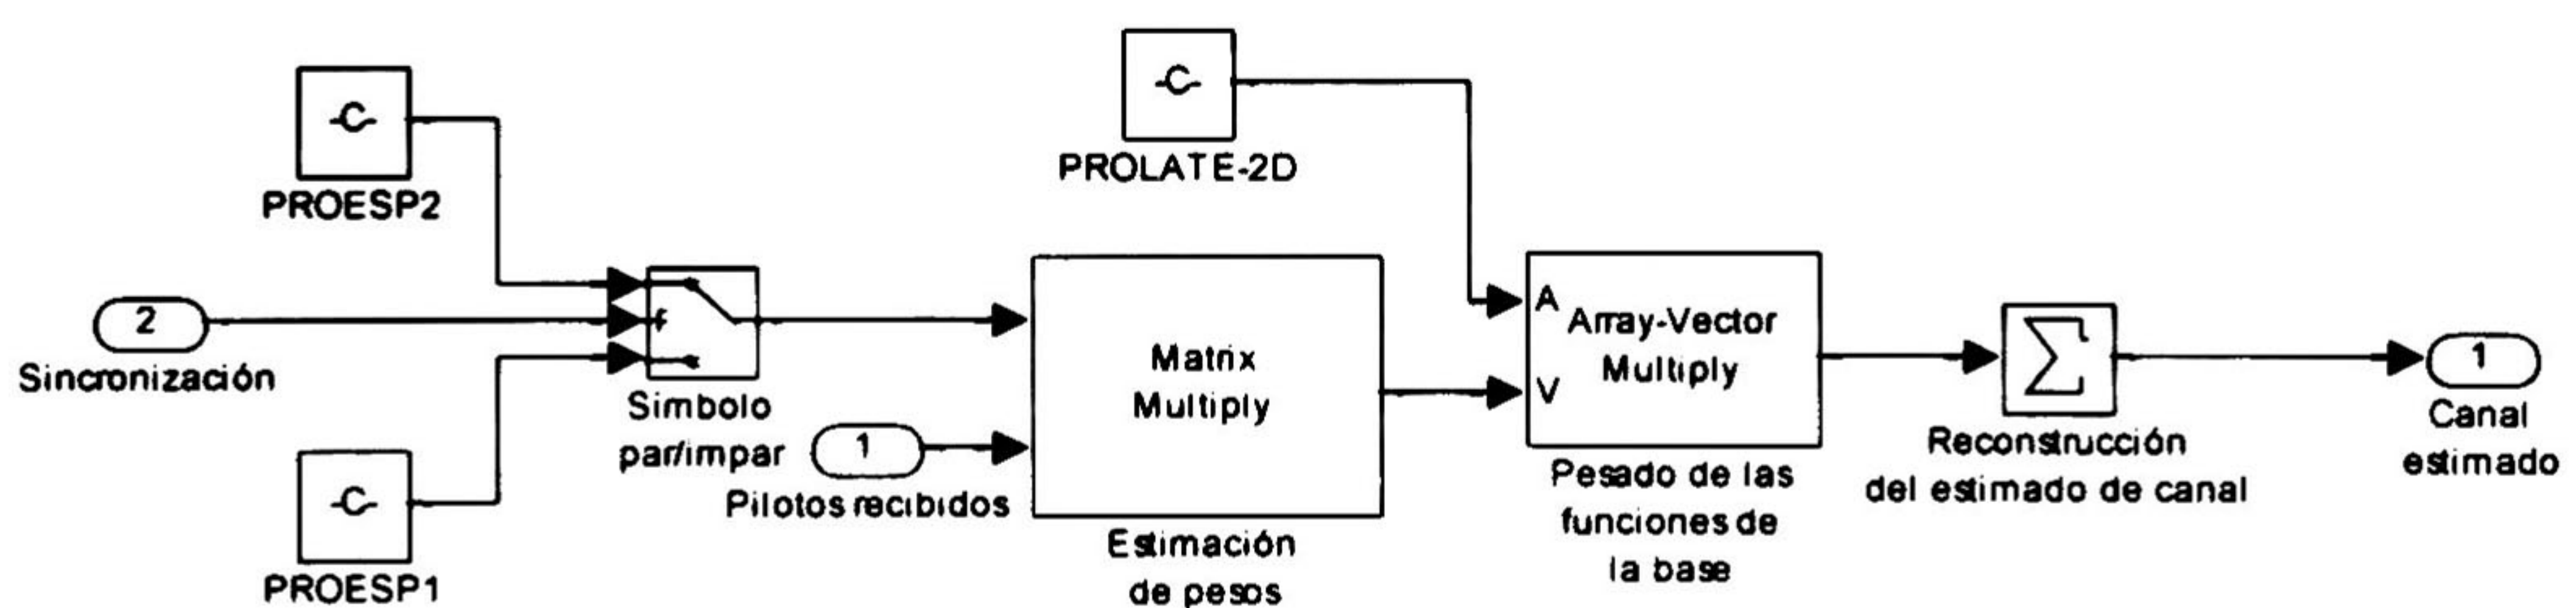 -C-
PROESP2
2
Sincronización
-C-
PROESP1
Simbolo
par/impar
1
Pilotos recibidos
-C-
PROLATE-2D
Matrix
Multiply
Estimación
de pesos
A
V
Array-Vector
Multiply
Pesado de las
funciones de
la base
Σ
Reconstrucción
del estimado de canal
1
Canal
estimado